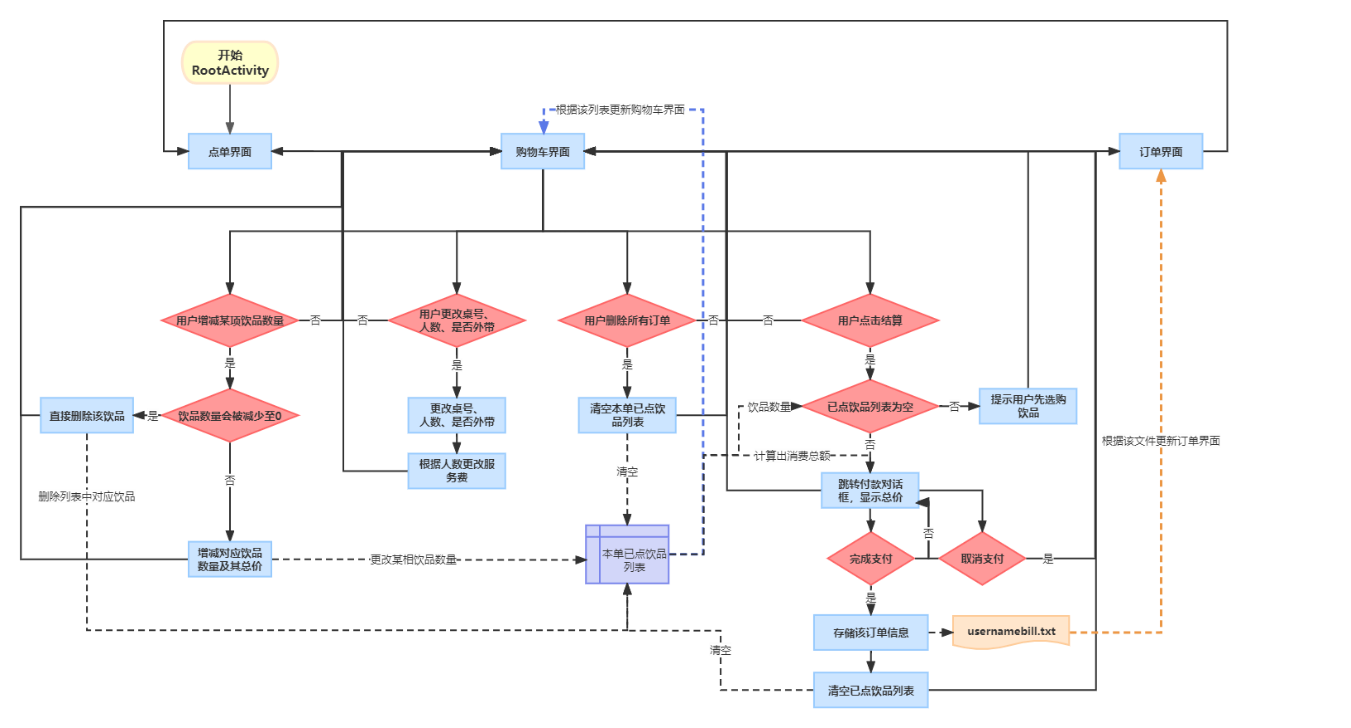 开始
RootActivity
根据该列表更新购物车界面
点单界面
购物车界面
订单界面
用户增减某项饮品数量
否
否
用户更改桌号、
人数、是否外带
用户删除所有订单
否
否
用户点击结算
是
是
是
是
直接删除该饮品
是
饮品数量会被减少至0
更改桌号、
人数、是否外带
清空本单已点饮
品列表
饮品数量
已点饮品列表为空
否
提示用户先选购
饮品
根据该文件更新订单界面
否
计算出消费总额
根据人数更改服
务费
清空
否
跳转付款对话
框，显示总价
删除列表中对应饮品
否
增减对应饮品
数量及其总价
更改某相饮品数量
本单已点饮品
列表
完成支付
取消支付
是
是
存储该订单信息
usernamebill.txt
清空
清空已点饮品列表